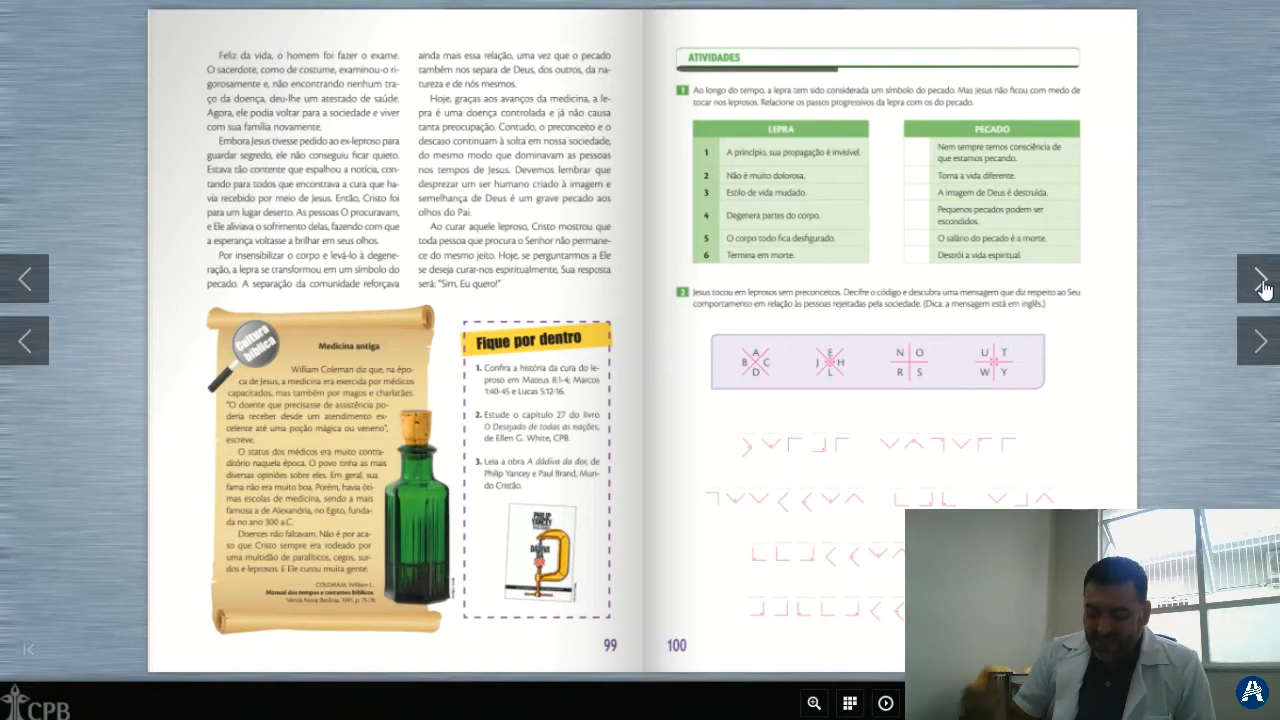 Feliz da vida, o homem foi fazer o exame.
O sacerdote, como de costume, examinou-o ri-
gorosamente e, não encontrando nenhum tra-
ço da doença, deu-lhe um atestado de saúde.
Agora, ele podia voltar para a sociedade e viver
com sua família novamente.
Embora Jesus tivesse pedido ao ex-leproso para
guardar segredo, ele não conseguiu ficar quieto.
Estava tão contente que espalhou a notícia, con-
tando para todos que encontrava a cura que ha-
via recebido por meio de Jesus. Então, Cristo foi
para um lugar deserto. As pessoas O procuravam,
e Ele aliviava o sofrimento delas, fazendo com que
a esperança voltasse a brilhar em seus olhos.
Por insensibilizar o corpo e levá-lo à degene-
ração, a lepra se transformou em um símbolo do
pecado. A separação da comunidade reforçava
ainda mais essa relação, uma vez que o pecado
também nos separa de Deus, dos outros, da na-
tureza e de nós mesmos.
Hoje, graças aos avanços da medicina, a le-
pra é uma doença controlada e já não causa
tanta preocupação. Contudo, o preconceito e o
descaso continuam à solta em nossa sociedade,
do mesmo modo que dominavam as pessoas
nos tempos de Jesus. Devemos lembrar que
desprezar um ser humano criado à imagem e
semelhança de Deus é um grave pecado aos
olhos do Pai.
Ao curar aquele leproso, Cristo mostrou que
toda pessoa que procura o Senhor não permane-
ce do mesmo jeito. Hoje, se perguntarmos a Ele
se deseja curar-nos espiritualmente, Sua resposta
será: "Sim, Eu quero!"
Cultura
bíblica
Medicina antiga
William Coleman diz que, na épo-
ca de Jesus, a medicina era exercida por médicos
capacitados, mas também por magos e charlatães.
"O doente que precisasse de assistência po-
deria receber desde um atendimento ex-
celente até uma poção mágica ou veneno",
escreve.
O status dos médicos era muito contra-
ditório naquela época. O povo tinha as mais
diversas opiniões sobre eles. Em geral, sua
fama não era muito boa. Porém, havia óti-
mas escolas de medicina, sendo a mais
famosa a de Alexandria, no Egito, funda-
da no ano 300 a.C.
Doentes não faltavam. Não é por aca-
so que Cristo sempre era rodeado por
uma multidão de paralíticos, cegos, sur-
dos e leprosos. E Ele curou muita gente.
COLEMAN, William L.
Manual dos tempos e costumes bíblicos.
Venda Nova: Betânia, 1991. p. 75-78.
Fique por dentro
1. Confira a história da cura do le-
proso em Mateus 8:1-4; Marcos
1:40-45 e Lucas 5:12-16.
2. Estude o capítulo 27 do livro
O Desejado de todas as nações,
de Ellen G. White, CPB.
3. Leia a obra A dádiva da dor, de
Philip Yancey e Paul Brand, Mun-
do Cristão.
PHILIP
YANCEY
A DÁDIVA
DA
99
ATIVIDADES
1 Ao longo do tempo, a lepra tem sido considerada um símbolo do pecado. Mas Jesus não ficou com medo de
tocar nos leprosos. Relacione os passos progressivos da lepra com os do pecado.
LEPRA
1 A princípio, sua propagação é invisível.
2 Não é muito dolorosa.
3 Estilo de vida mudado.
4 Degenera partes do corpo.
5 O corpo todo fica desfigurado.
6 Termina em morte.
PECADO
Nem sempre temos consciência de
que estamos pecando.
Torna a vida diferente.
A imagem de Deus é destruída.
Pequenos pecados podem ser
escondidos.
O salário do pecado é a morte.
Destrói a vida espiritual.
2 Jesus tocou em leprosos sem preconceitos. Decifre o código e descubra uma mensagem que diz respeito ao Seu
comportamento em relação às pessoas rejeitadas pela sociedade. (Dica: a mensagem está em inglês.)
A E N O U T
B C J H
D L R S W Y
100
CPB